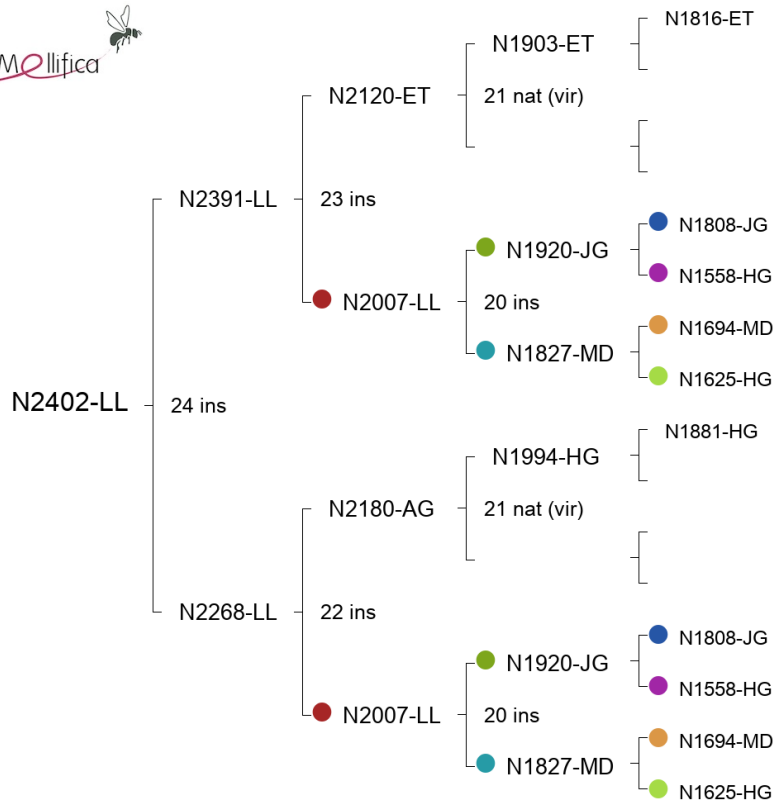 Mellifica
N1816-ET
N1903-ET
N2120-ET
21 nat (vir)
N2391-LL
23 ins
N1808-JG
N1920-JG
N1558-HG
N2007-LL
20 ins
N1694-MD
N1827-MD
N1625-HG
N2402-LL
24 ins
N1881-HG
N1994-HG
N2180-AG
21 nat (vir)
N2268-LL
22 ins
N1808-JG
N1920-JG
N1558-HG
N2007-LL
20 ins
N1694-MD
N1827-MD
N1625-HG